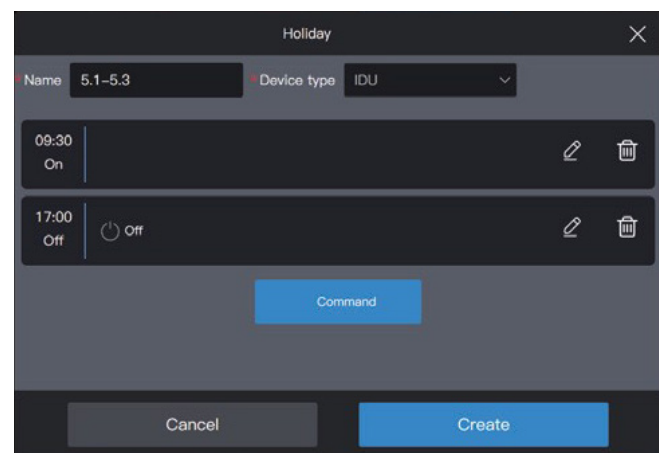 Holiday
*Name 5.1-5.3 *Device type IDU
09:30
On
17:00
Off
Off
Command
Cancel Create